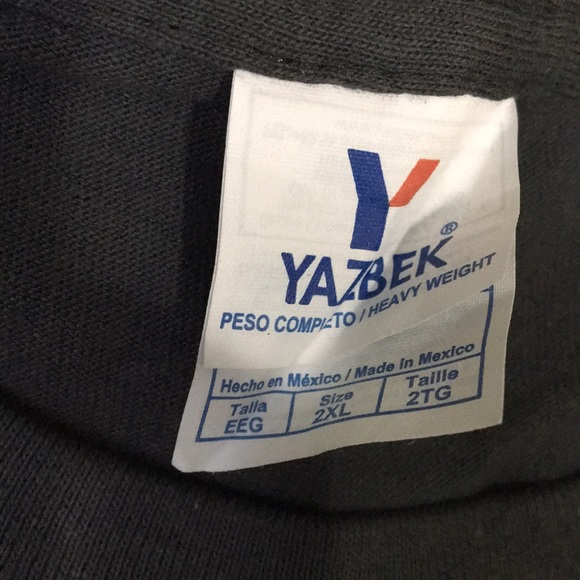 Y
YAZBEK®
PESO COMPLETO / HEAVY WEIGHT
Hecho en México / Made in Mexico
Talla Size Taille
EEG 2XL 2TG